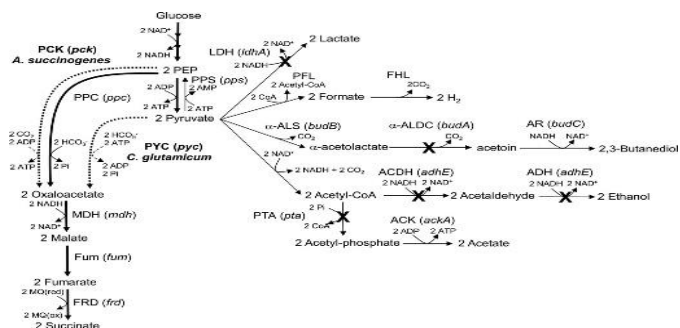 Glucose
2 NAD⁺
2 NADH
PCK (pck)
A. succinogenes
2 PEP
PPS (pps)
2 ADP
2 AMP
2 ATP
2 ATP
PPC (ppc)
2 Pyruvate
2 CO₂
2 ADP
2 ATP
2 HCO₃⁻
2 Pi
2 HCO₃⁻
2 ATP
2 ADP
2 Pi
PYC (pyc)
C. glutamicum
2 Oxaloacetate
2 NADH
2 NAD⁺
MDH (mdh)
2 Malate
Fum (fum)
2 Fumarate
2 MQ(red)
2 MQ(ox)
FRD (frd)
2 Succinate
2 Lactate
LDH (ldhA)
2 NAD⁺
2 NADH
PFL
2 Acetyl-CoA
2 CoA
2 Formate
FHL
2CO₂
2 H₂
α-ALS (budB)
CO₂
α-acetolactate
α-ALDC (budA)
CO₂
acetoin
AR (budC)
NADH
NAD⁺
2,3-Butanediol
2 NAD⁺
2 NADH + 2 CO₂
2 Acetyl-CoA
ACDH (adhE)
2 NADH
2 NAD⁺
2 Acetaldehyde
ADH (adhE)
2 NADH
2 NAD⁺
2 Ethanol
PTA (pta)
2 Pi
2 CoA
2 Acetyl-phosphate
ACK (ackA)
2 ADP
2 ATP
2 Acetate